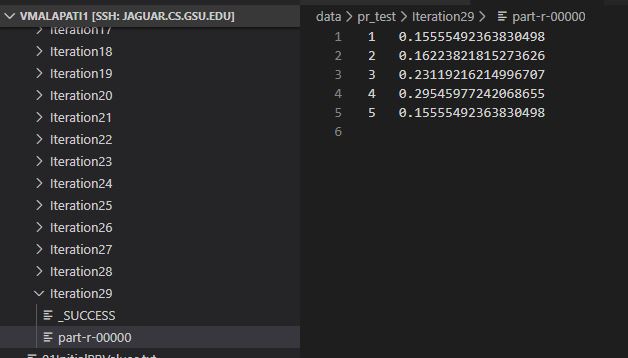 VMALAPATI1 [SSH: JAGUAR.CS.GSU.EDU]
Iteration17
Iteration18
Iteration19
Iteration20
Iteration21
Iteration22
Iteration23
Iteration24
Iteration25
Iteration26
Iteration27
Iteration28
Iteration29
_SUCCESS
part-r-00000
01InitialPRValues.txt
data > pr_test > Iteration29 > part-r-00000
1 1 0.15555492363830498
2 2 0.16223821815273626
3 3 0.23119216214996707
4 4 0.29545977242068655
5 5 0.15555492363830498
6